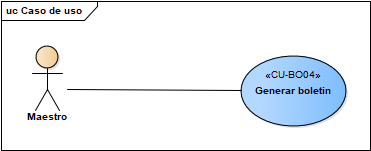 uc Caso de uso
«CU-BO04»
Generar boletin
Maestro